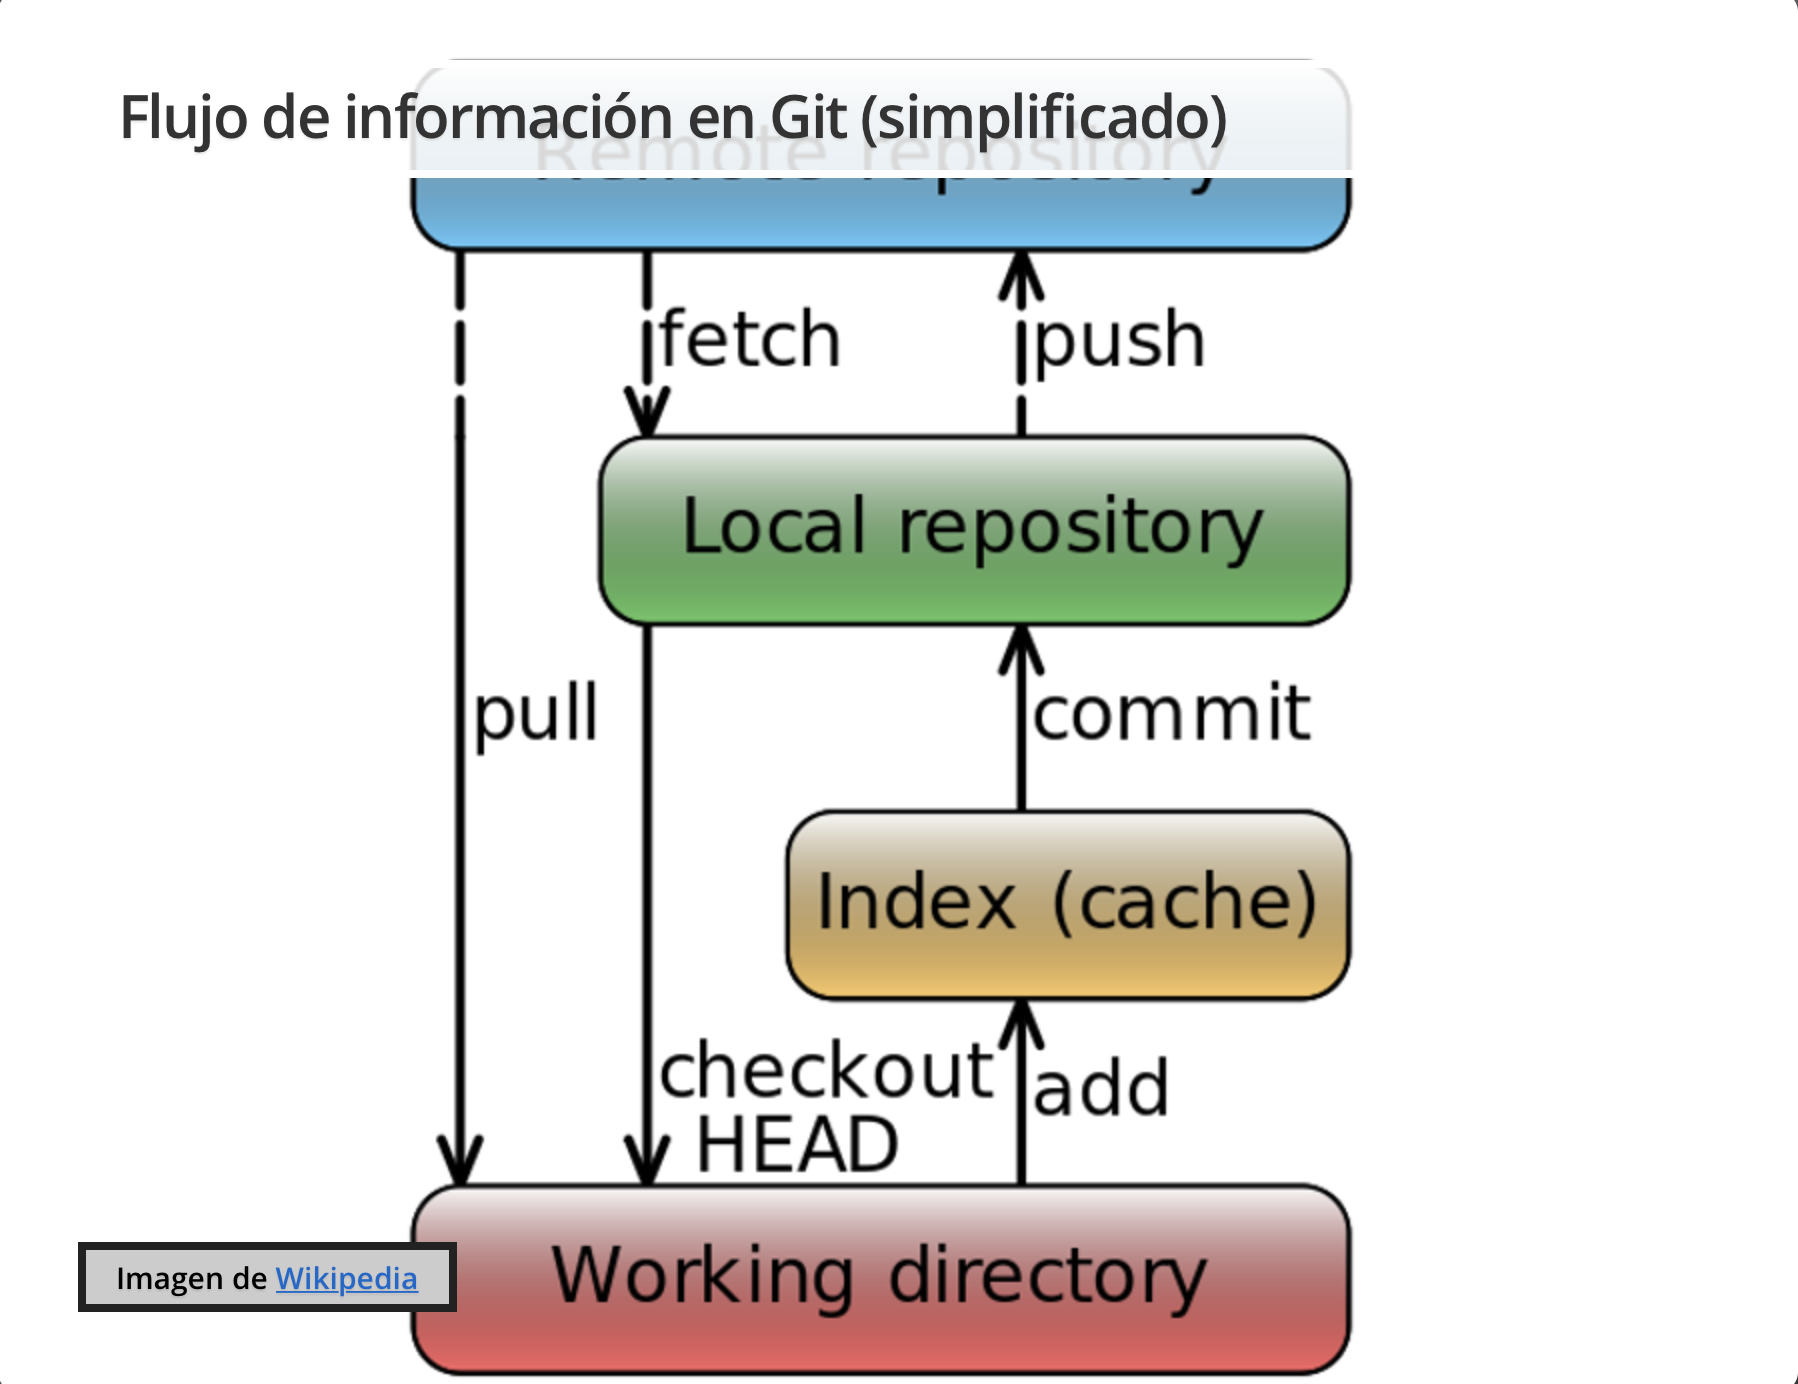 Flujo de información en Git (simplificado)
Remote repository
fetch
push
Local repository
pull
commit
Index (cache)
checkout
HEAD
add
Working directory
Imagen de Wikipedia